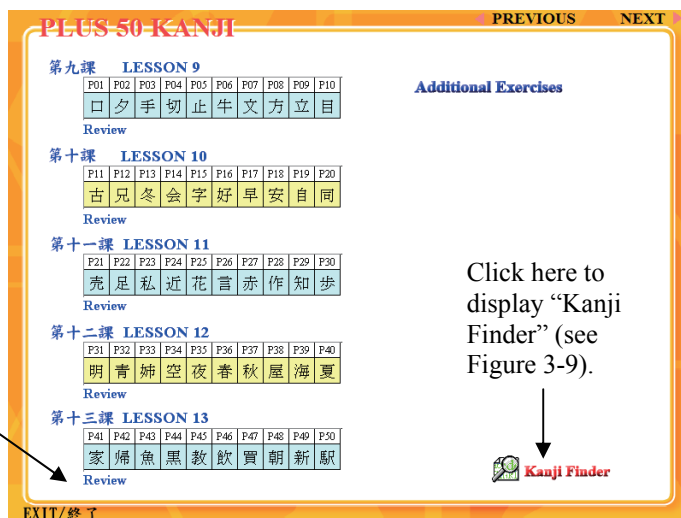 PREVIOUS NEXT
PLUS 50 KANJI
第九課 LESSON 9
P01 P02 P03 P04 P05 P06 P07 P08 P09 P10
口 夕 手 切 止 牛 文 方 立 目
Review
Additional Exercises
第十課 LESSON 10
P11 P12 P13 P14 P15 P16 P17 P18 P19 P20
古 兄 冬 会 字 好 早 安 自 同
Review
第十一課 LESSON 11
P21 P22 P23 P24 P25 P26 P27 P28 P29 P30
売 足 私 近 花 言 赤 作 知 歩
Review
第十二課 LESSON 12
P31 P32 P33 P34 P35 P36 P37 P38 P39 P40
明 青 姉 空 夜 春 秋 屋 海 夏
Review
第十三課 LESSON 13
P41 P42 P43 P44 P45 P46 P47 P48 P49 P50
家 帰 魚 黒 教 飲 買 朝 新 駅
Review
Click here to
display “Kanji
Finder” (see
Figure 3-9).
Kanji Finder
EXIT/終了